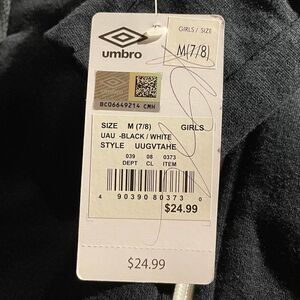 GIRLS / SIZE
M(7/8)
umbro
BC06649214 CMH
SIZE M (7/8) GIRLS
UAU -BLACK / WHITE
STYLE UUGVTAHE
039 08 0373
DEPT CL ITEM
4 90390 80373 0
$24.99
$24.99